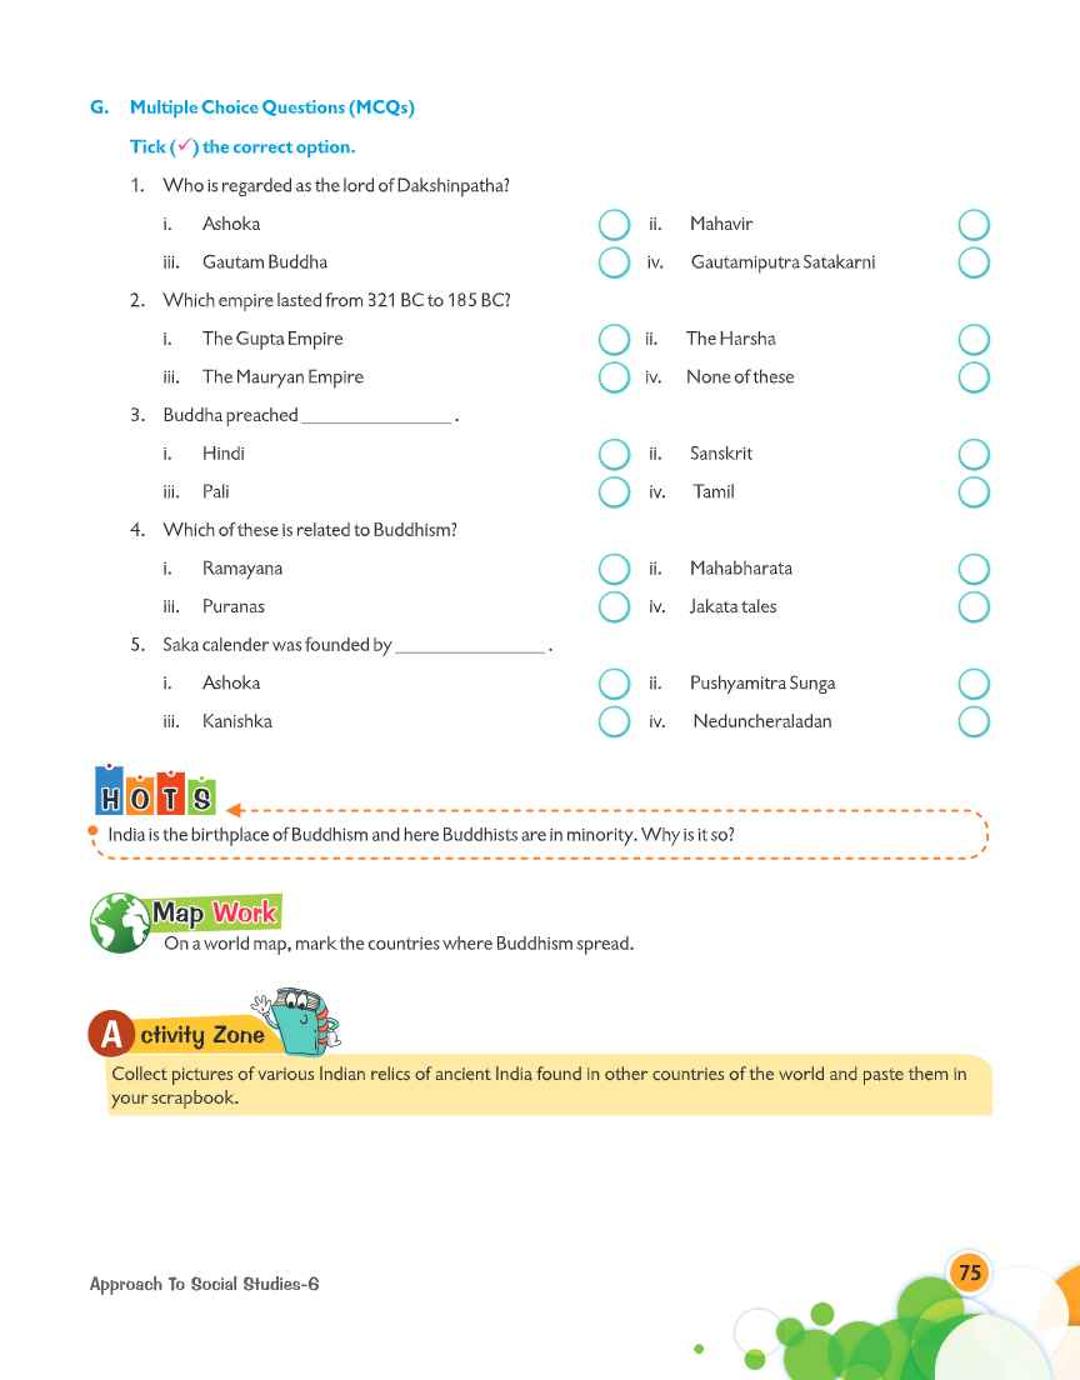 G. Multiple Choice Questions (MCQs)
Tick (✓) the correct option.
1. Who is regarded as the lord of Dakshinpatha?
i. Ashoka ii. Mahavir
iii. Gautam Buddha iv. Gautamiputra Satakarni
2. Which empire lasted from 321 BC to 185 BC?
i. The Gupta Empire ii. The Harsha
iii. The Mauryan Empire iv. None of these
3. Buddha preached _______________ .
i. Hindi ii. Sanskrit
iii. Pali iv. Tamil
4. Which of these is related to Buddhism?
i. Ramayana ii. Mahabharata
iii. Puranas iv. Jakata tales
5. Saka calender was founded by _______________ .
i. Ashoka ii. Pushyamitra Sunga
iii. Kanishka iv. Neduncheraladan
HOTS
India is the birthplace of Buddhism and here Buddhists are in minority. Why is it so?
Map Work
On a world map, mark the countries where Buddhism spread.
Activity Zone
Collect pictures of various Indian relics of ancient India found in other countries of the world and paste them in
your scrapbook.
Approach To Social Studies-6
75